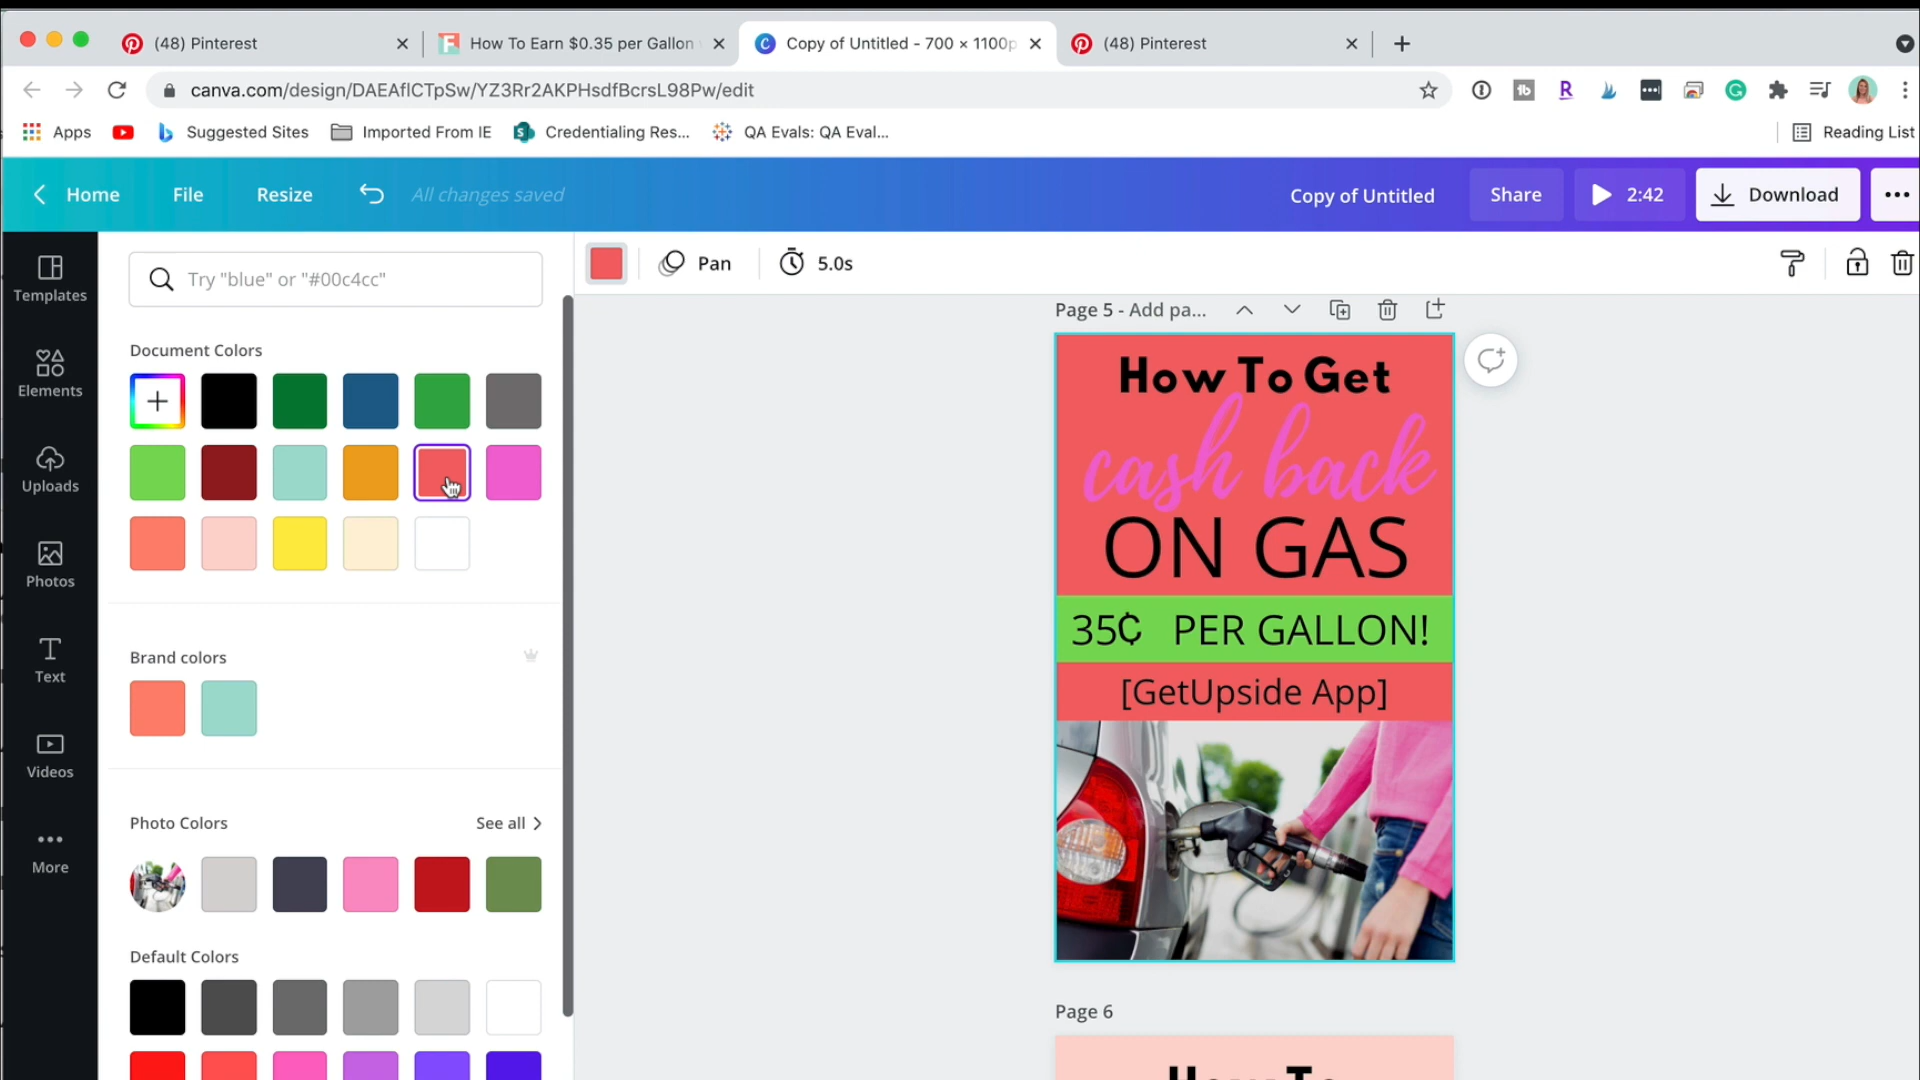 (48) Pinterest
How To Earn $0.35 per Gallon
Copy of Untitled - 700 × 1100p
(48) Pinterest
canva.com/design/DAEAflCTpSw/YZ3Rr2AKPHsdfBcrsL98Pw/edit
Apps
Suggested Sites
Imported From IE
Credentialing Res...
QA Evals: QA Eval...
Reading List
Home
File
Resize
All changes saved
Copy of Untitled
Share
2:42
Download
Templates
Elements
Uploads
Photos
Text
Videos
More
Try "blue" or "#00c4cc"
Document Colors
Brand colors
Photo Colors
See all
Default Colors
Pan
5.0s
Page 5 - Add pa...
How To Get
cash back
ON GAS
35¢ PER GALLON!
[GetUpside App]
Page 6
How To